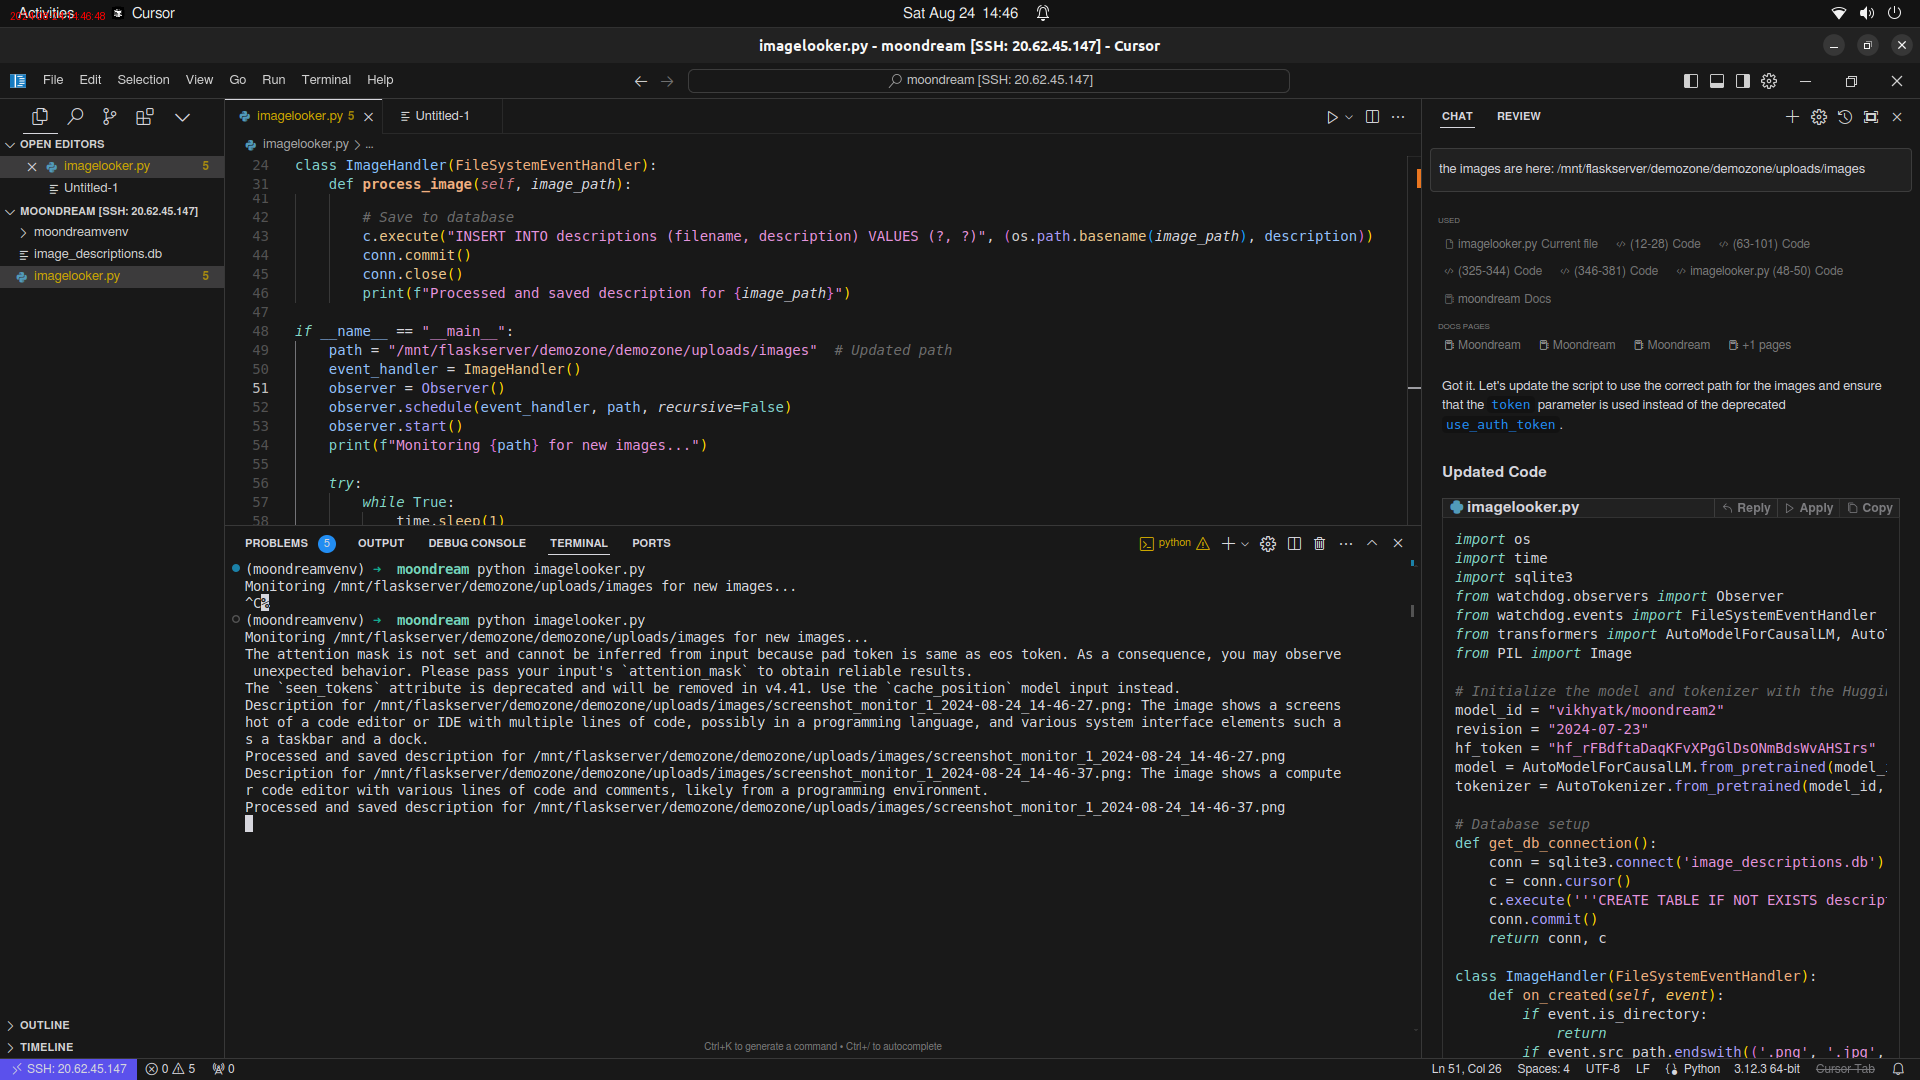 Activities
Cursor
Sat Aug 24 14:46
imagelooker.py - moondream [SSH: 20.62.45.147] - Cursor
File Edit Selection View Go Run Terminal Help
moondream [SSH: 20.62.45.147]
OPEN EDITORS
imagelooker.py 5
Untitled-1
MOONDREAM [SSH: 20.62.45.147]
moondreamvenv
image_descriptions.db
imagelooker.py 5
OUTLINE
TIMELINE
imagelooker.py 5
Untitled-1
imagelooker.py > ...
24 class ImageHandler(FileSystemEventHandler):
31 def process_image(self, image_path):
41
42 # Save to database
43 c.execute("INSERT INTO descriptions (filename, description) VALUES (?, ?)", (os.path.basename(image_path), description))
44 conn.commit()
45 conn.close()
46 print(f"Processed and saved description for {image_path}")
47
48 if __name__ == "__main__":
49 path = "/mnt/flaskserver/demozone/demozone/uploads/images" # Updated path
50 event_handler = ImageHandler()
51 observer = Observer()
52 observer.schedule(event_handler, path, recursive=False)
53 observer.start()
54 print(f"Monitoring {path} for new images...")
55
56 try:
57 while True:
58 time.sleep(1)
PROBLEMS 5 OUTPUT DEBUG CONSOLE TERMINAL PORTS
python
(moondreamvenv) → moondream python imagelooker.py
Monitoring /mnt/flaskserver/demozone/uploads/images for new images...
^C%
(moondreamvenv) → moondream python imagelooker.py
Monitoring /mnt/flaskserver/demozone/demozone/uploads/images for new images...
The attention mask is not set and cannot be inferred from input because pad token is same as eos token. As a consequence, you may observe
unexpected behavior. Please pass your input's `attention_mask` to obtain reliable results.
The `seen_tokens` attribute is deprecated and will be removed in v4.41. Use the `cache_position` model input instead.
Description for /mnt/flaskserver/demozone/demozone/uploads/images/screenshot_monitor_1_2024-08-24_14-46-27.png: The image shows a screens
hot of a code editor or IDE with multiple lines of code, possibly in a programming language, and various system interface elements such a
s a taskbar and a dock.
Processed and saved description for /mnt/flaskserver/demozone/demozone/uploads/images/screenshot_monitor_1_2024-08-24_14-46-27.png
Description for /mnt/flaskserver/demozone/demozone/uploads/images/screenshot_monitor_1_2024-08-24_14-46-37.png: The image shows a compute
r code editor with various lines of code and comments, likely from a programming environment.
Processed and saved description for /mnt/flaskserver/demozone/demozone/uploads/images/screenshot_monitor_1_2024-08-24_14-46-37.png
Ctrl+K to generate a command • Ctrl+/ to autocomplete
CHAT REVIEW
the images are here: /mnt/flaskserver/demozone/demozone/uploads/images
USED
imagelooker.py Current file (12-28) Code (63-101) Code
(325-344) Code (346-381) Code imagelooker.py (48-50) Code
moondream Docs
DOCS PAGES
Moondream Moondream Moondream +1 pages
Got it. Let's update the script to use the correct path for the images and ensure
that the token parameter is used instead of the deprecated
use_auth_token.
Updated Code
imagelooker.py Reply Apply Copy
import os
import time
import sqlite3
from watchdog.observers import Observer
from watchdog.events import FileSystemEventHandler
from transformers import AutoModelForCausalLM, Auto
from PIL import Image
# Initialize the model and tokenizer with the Huggi
model_id = "vikhyatk/moondream2"
revision = "2024-07-23"
hf_token = "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"
model = AutoModelForCausalLM.from_pretrained(model_
tokenizer = AutoTokenizer.from_pretrained(model_id,
# Database setup
def get_db_connection():
conn = sqlite3.connect('image_descriptions.db')
c = conn.cursor()
c.execute('''CREATE TABLE IF NOT EXISTS descrip
conn.commit()
return conn, c
class ImageHandler(FileSystemEventHandler):
def on_created(self, event):
if event.is_directory:
return
if event.src_path.endswith(('.png', '.jpg',
SSH: 20.62.45.147 0 5 0
Ln 51, Col 26 Spaces: 4 UTF-8 LF Python 3.12.3 64-bit Cursor Tab